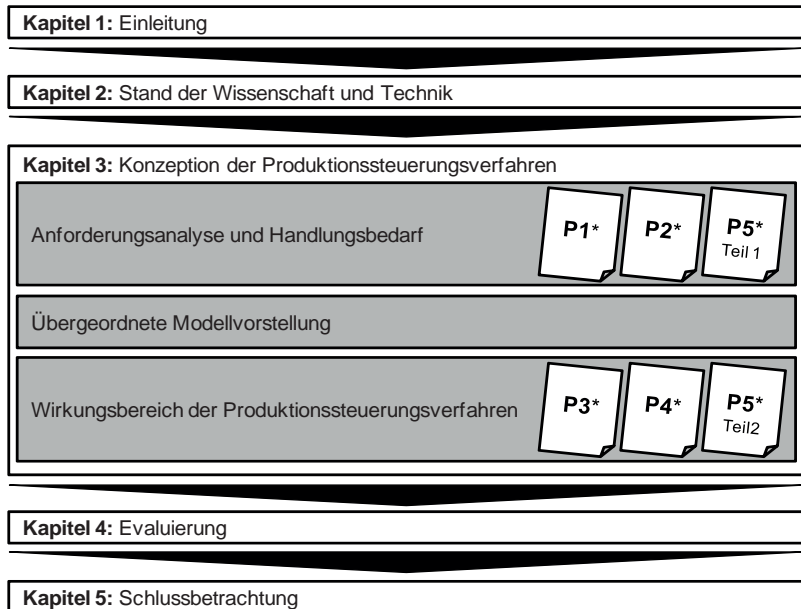 Kapitel 1: Einleitung
Kapitel 2: Stand der Wissenschaft und Technik
Kapitel 3: Konzeption der Produktionssteuerungsverfahren
Anforderungsanalyse und Handlungsbedarf
P1*
P2*
P5*
Teil 1
Übergeordnete Modellvorstellung
Wirkungsbereich der Produktionssteuerungsverfahren
P3*
P4*
P5*
Teil2
Kapitel 4: Evaluierung
Kapitel 5: Schlussbetrachtung